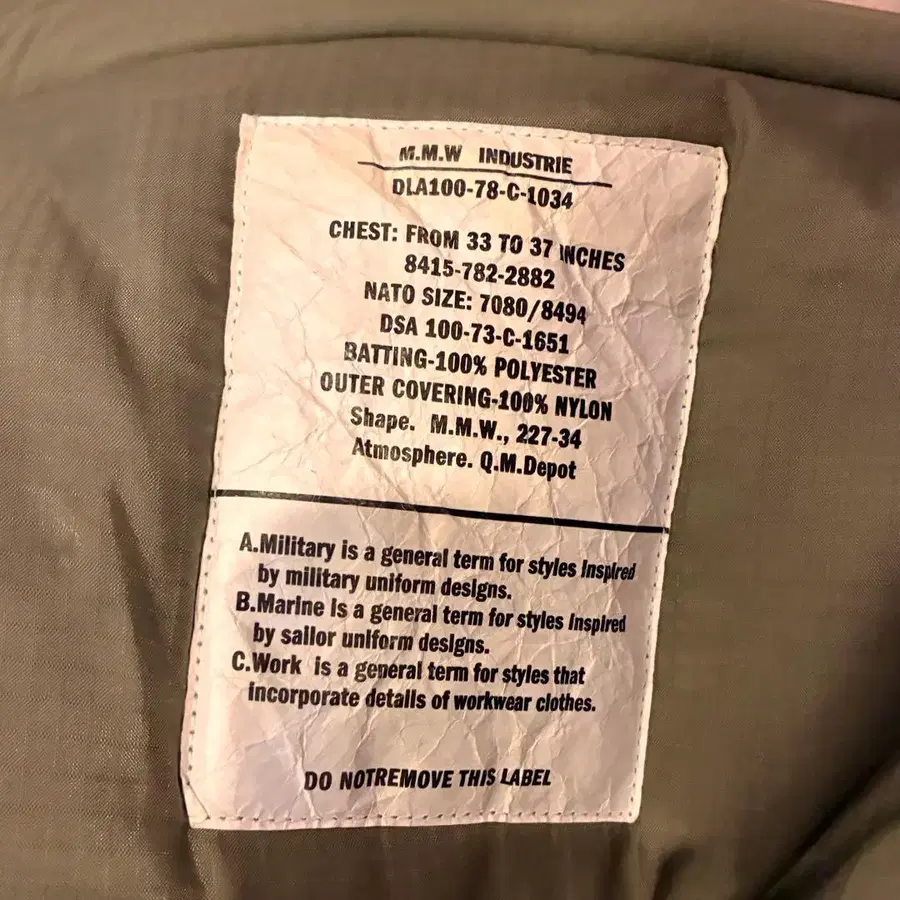 M.M.W INDUSTRIE
DLA100-78-C-1034
CHEST: FROM 33 TO 37 INCHES
8415-782-2882
NATO SIZE: 7080/8494
DSA 100-73-C-1651
BATTING-100% POLYESTER
OUTER COVERING-100% NYLON
Shape. M.M.W., 227-34
Atmosphere. Q.M.Depot
A.Military is a general term for styles inspired
by military uniform designs.
B.Marine is a general term for styles inspired
by sailor uniform designs.
C.Work is a general term for styles that
incorporate details of workwear clothes.
DO NOTREMOVE THIS LABEL